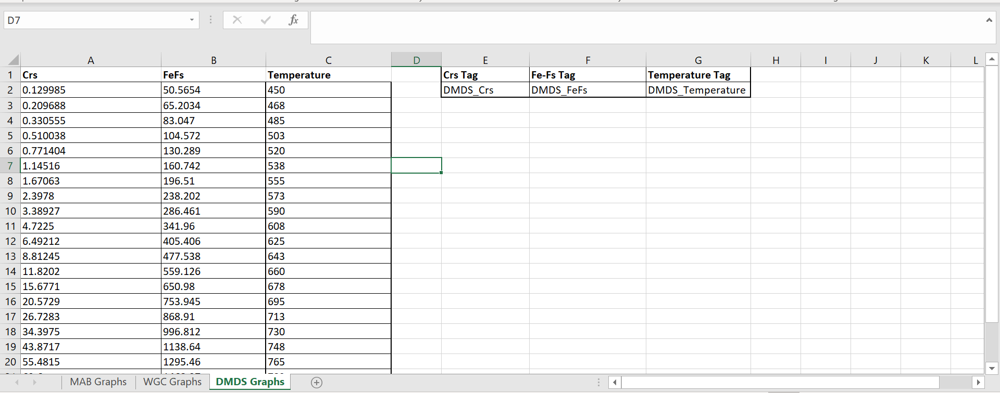 D7
fx
A B C D E F G H I J K L
1 Crs FeFs Temperature Crs Tag Fe-Fs Tag Temperature Tag
2 0.129985 50.5654 450 DMDS_Crs DMDS_FeFs DMDS_Temperature
3 0.209688 65.2034 468
4 0.330555 83.047 485
5 0.510038 104.572 503
6 0.771404 130.289 520
7 1.14516 160.742 538
8 1.67063 196.51 555
9 2.3978 238.202 573
10 3.38927 286.461 590
11 4.7225 341.96 608
12 6.49212 405.406 625
13 8.81245 477.538 643
14 11.8202 559.126 660
15 15.6771 650.98 678
16 20.5729 753.945 695
17 26.7283 868.91 713
18 34.3975 996.812 730
19 43.8717 1138.64 748
20 55.4815 1295.46 765
MAB Graphs WGC Graphs DMDS Graphs